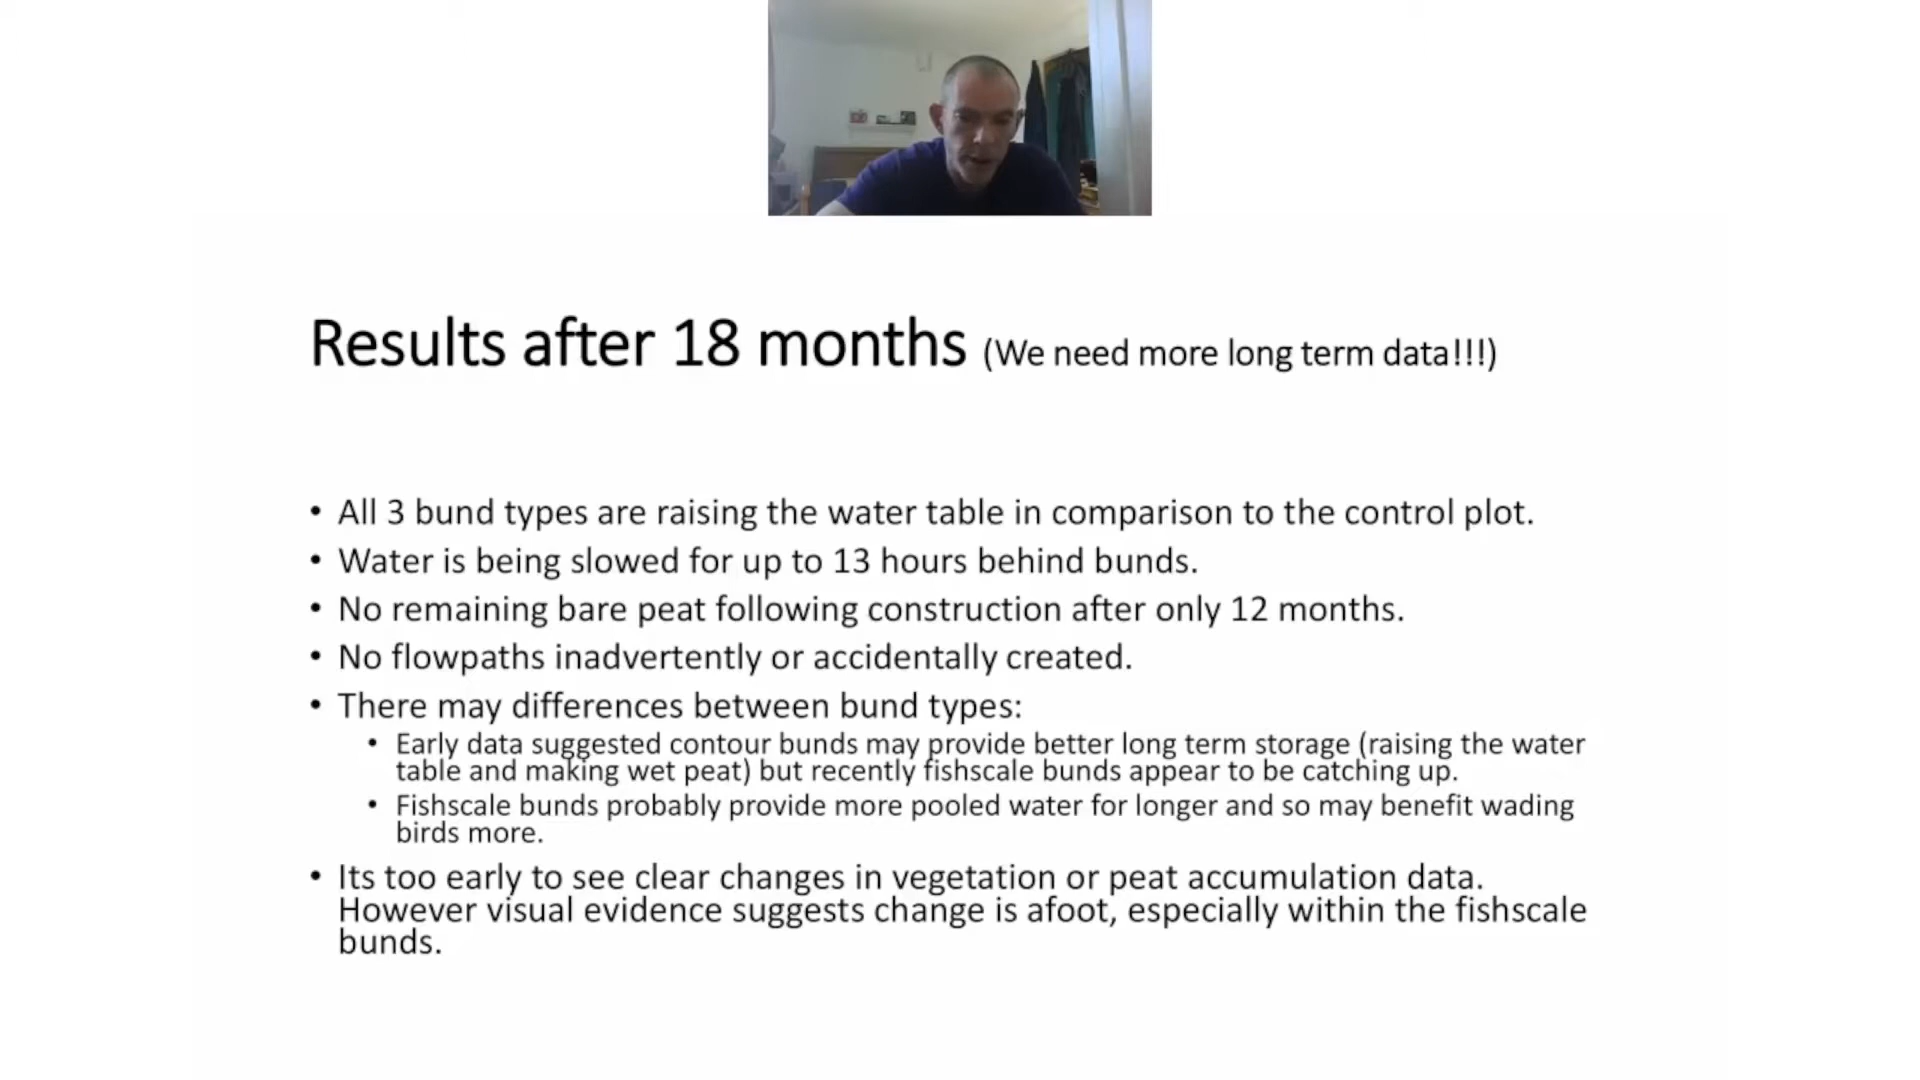 Results after 18 months (We need more long term data!!!)
• All 3 bund types are raising the water table in comparison to the control plot.
• Water is being slowed for up to 13 hours behind bunds.
• No remaining bare peat following construction after only 12 months.
• No flowpaths inadvertently or accidentally created.
• There may differences between bund types:
• Early data suggested contour bunds may provide better long term storage (raising the water
table and making wet peat) but recently fishscale bunds appear to be catching up.
• Fishscale bunds probably provide more pooled water for longer and so may benefit wading
birds more.
• Its too early to see clear changes in vegetation or peat accumulation data.
However visual evidence suggests change is afoot, especially within the fishscale
bunds.